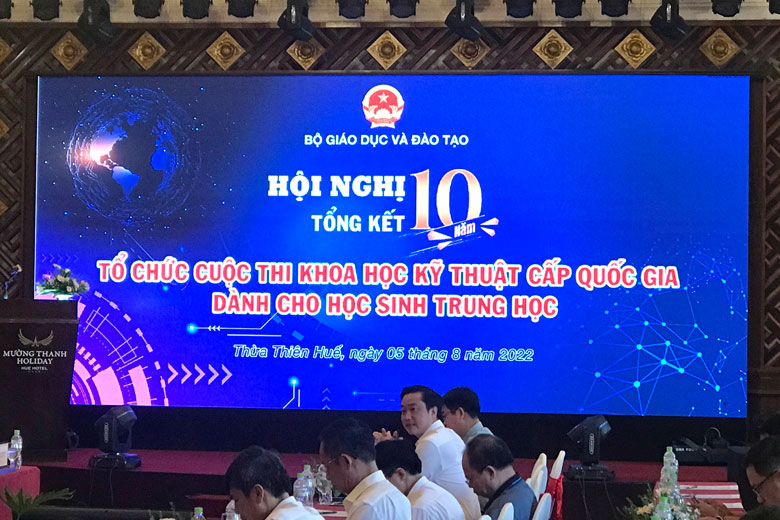 BỘ GIÁO DỤC VÀ ĐÀO TẠO
HỘI NGHỊ
TỔNG KẾT
10
Năm
TỔ CHỨC CUỘC THI KHOA HỌC KỸ THUẬT CẤP QUỐC GIA
DÀNH CHO HỌC SINH TRUNG HỌC
Thừa Thiên Huế, ngày 05 tháng 8 năm 2022
MƯỜNG THANH
HOLIDAY
HUE HOTEL